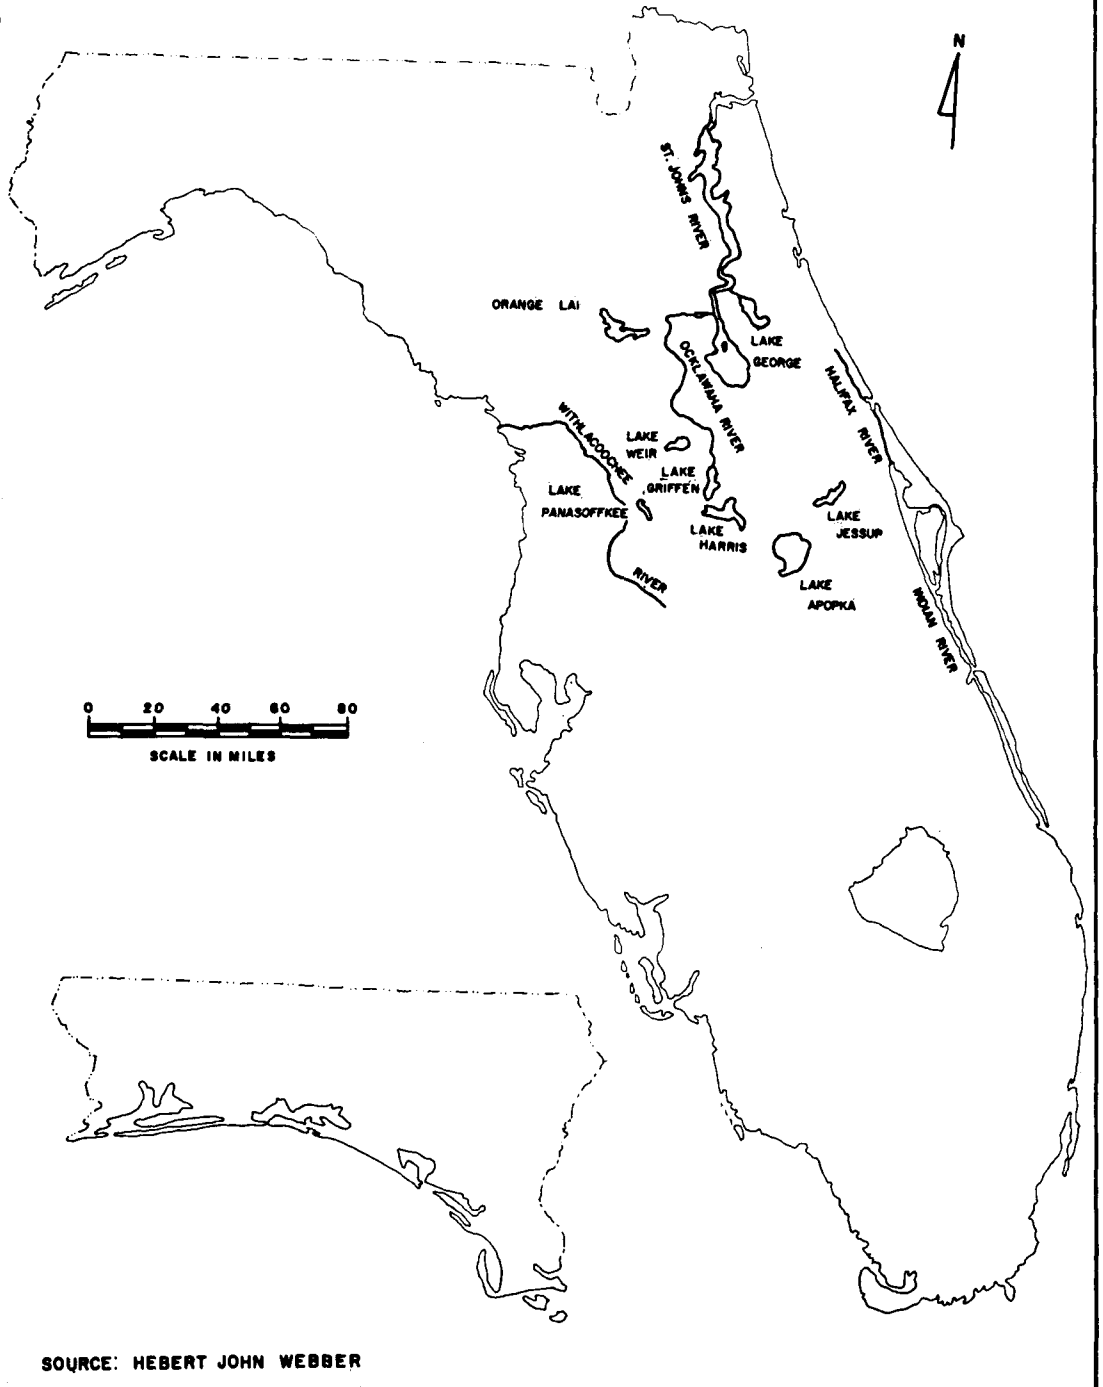 N
ST. JOHNS RIVER
ORANGE LAI
LAKE
GEORGE
OCKLAWAHA RIVER
HALIFAX RIVER
WITHLACOOCHEE
LAKE
WEIR
LAKE
GRIFFEN
LAKE
PANASOFFKEE
LAKE
HARRIS
LAKE
JESSUP
RIVER
LAKE
APOPKA
INDIAN RIVER
0 20 40 60 80
SCALE IN MILES
SOURCE: HEBERT JOHN WEBBER